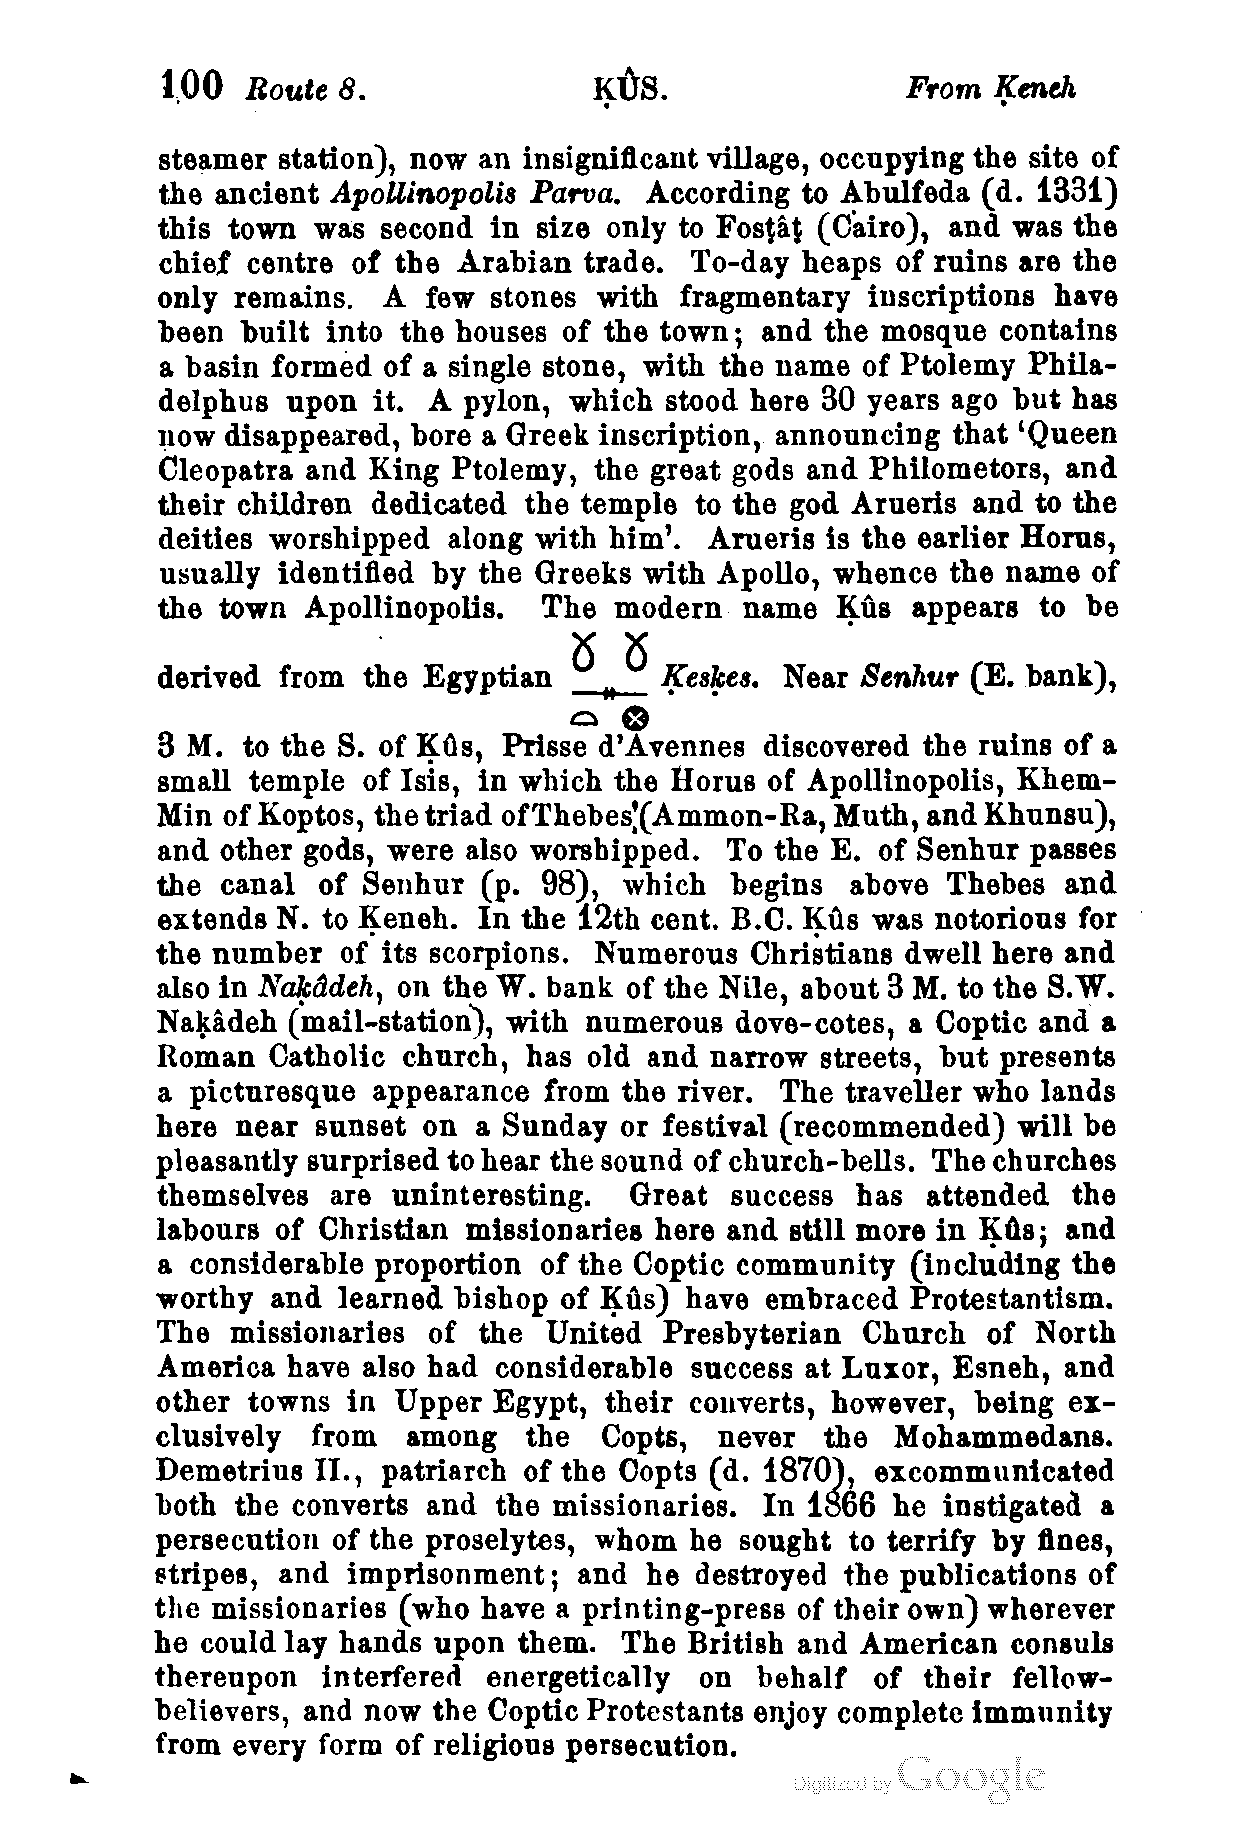 100 Route 8. ḲÛS. From Ḳeneh
steamer station), now an insignificant village, occupying the site of
the ancient Apollinopolis Parva. According to Abulfeda (d. 1331)
this town was second in size only to Fosṭâṭ (Cairo), and was the
chief centre of the Arabian trade. To-day heaps of ruins are the
only remains. A few stones with fragmentary inscriptions have
been built into the houses of the town; and the mosque contains
a basin formed of a single stone, with the name of Ptolemy Phila-
delphus upon it. A pylon, which stood here 30 years ago but has
now disappeared, bore a Greek inscription, announcing that ‘Queen
Cleopatra and King Ptolemy, the great gods and Philometors, and
their children dedicated the temple to the god Arueris and to the
deities worshipped along with him’. Arueris is the earlier Horus,
usually identified by the Greeks with Apollo, whence the name of
the town Apollinopolis. The modern name Ḳûs appears to be
derived from the Egyptian Ḳesḳes. Near Senhur (E. bank),
3 M. to the S. of Ḳûs, Prisse d’Avennes discovered the ruins of a
small temple of Isis, in which the Horus of Apollinopolis, Khem-
Min of Koptos, the triad of Thebes (Ammon-Ra, Muth, and Khunsu),
and other gods, were also worshipped. To the E. of Senhur passes
the canal of Senhur (p. 98), which begins above Thebes and
extends N. to Ḳeneh. In the 12th cent. B.C. Ḳûs was notorious for
the number of its scorpions. Numerous Christians dwell here and
also in Naḳâdeh, on the W. bank of the Nile, about 3 M. to the S.W.
Naḳâdeh (mail-station), with numerous dove-cotes, a Coptic and a
Roman Catholic church, has old and narrow streets, but presents
a picturesque appearance from the river. The traveller who lands
here near sunset on a Sunday or festival (recommended) will be
pleasantly surprised to hear the sound of church-bells. The churches
themselves are uninteresting. Great success has attended the
labours of Christian missionaries here and still more in Ḳûs; and
a considerable proportion of the Coptic community (including the
worthy and learned bishop of Ḳûs) have embraced Protestantism.
The missionaries of the United Presbyterian Church of North
America have also had considerable success at Luxor, Esneh, and
other towns in Upper Egypt, their converts, however, being ex-
clusively from among the Copts, never the Mohammedans.
Demetrius II., patriarch of the Copts (d. 1870), excommunicated
both the converts and the missionaries. In 1866 he instigated a
persecution of the proselytes, whom he sought to terrify by fines,
stripes, and imprisonment; and he destroyed the publications of
the missionaries (who have a printing-press of their own) wherever
he could lay hands upon them. The British and American consuls
thereupon interfered energetically on behalf of their fellow-
believers, and now the Coptic Protestants enjoy complete immunity
from every form of religious persecution.
Digitized by Google